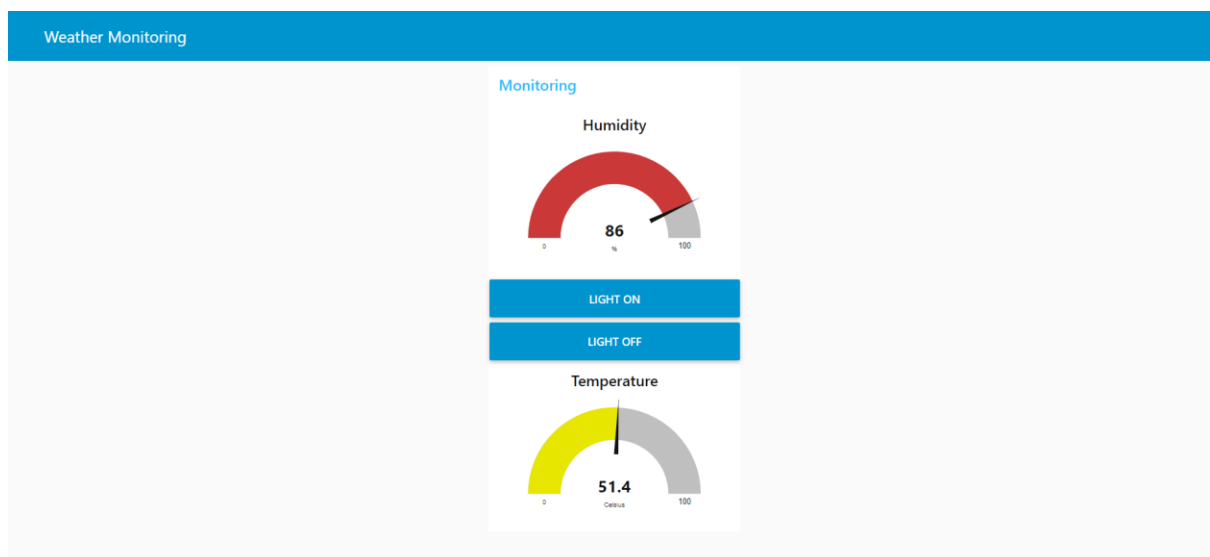 Weather Monitoring
Monitoring
Humidity
86
%
0
100
LIGHT ON
LIGHT OFF
Temperature
51.4
Celsius
0
100